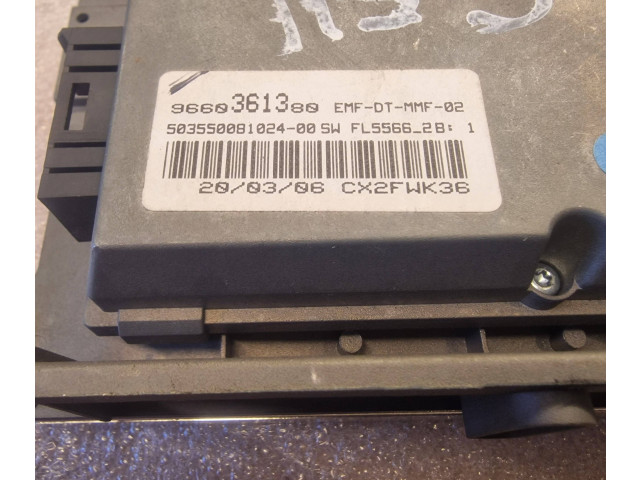 9660361380 EMF-DT-MMF-02
503550081024-00 SW FL5566_2B: 1
20/03/06 CX2FWK36